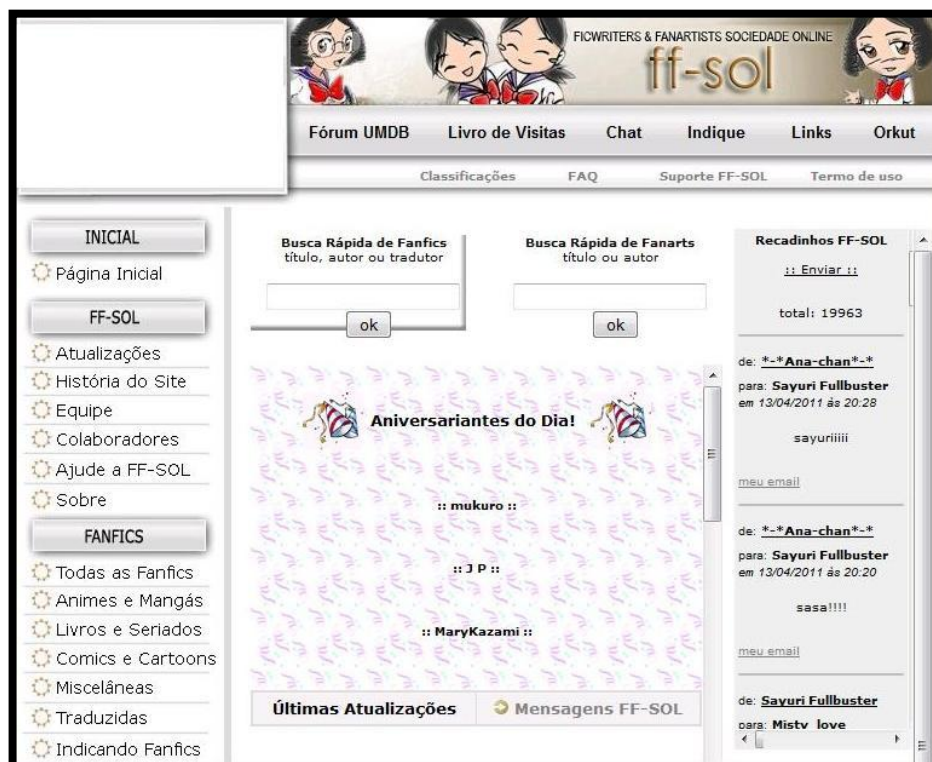 FICWRITERS & FANARTISTS SOCIEDADE ONLINE
ff-sol
Fórum UMDB Livro de Visitas Chat Indique Links Orkut
Classificações FAQ Suporte FF-SOL Termo de uso
INICIAL
Página Inicial
FF-SOL
Atualizações
História do Site
Equipe
Colaboradores
Ajude a FF-SOL
Sobre
FANFICS
Todas as Fanfics
Animes e Mangás
Livros e Seriados
Comics e Cartoons
Miscelâneas
Traduzidas
Indicando Fanfics
Busca Rápida de Fanfics
título, autor ou tradutor
ok
Busca Rápida de Fanarts
título ou autor
ok
Aniversariantes do Dia!
:: mukuro ::
:: J P ::
:: MaryKazami ::
Últimas Atualizações Mensagens FF-SOL
Recadinhos FF-SOL
:: Enviar ::
total: 19963
de: *-*Ana-chan*-*
para: Sayuri Fullbuster
em 13/04/2011 às 20:28
sayuriiiii
meu email
de: *-*Ana-chan*-*
para: Sayuri Fullbuster
em 13/04/2011 às 20:20
sasa!!!!
meu email
de: Sayuri Fullbuster
para: Misty_love